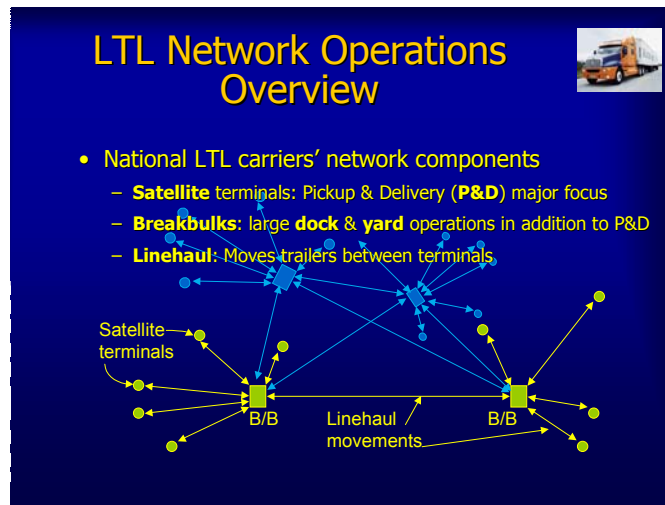 LTL Network Operations
Overview
• National LTL carriers' network components
– Satellite terminals: Pickup & Delivery (P&D) major focus
– Breakbulks: large dock & yard operations in addition to P&D
– Linehaul: Moves trailers between terminals
Satellite
terminals
B/B
Linehaul
movements
B/B